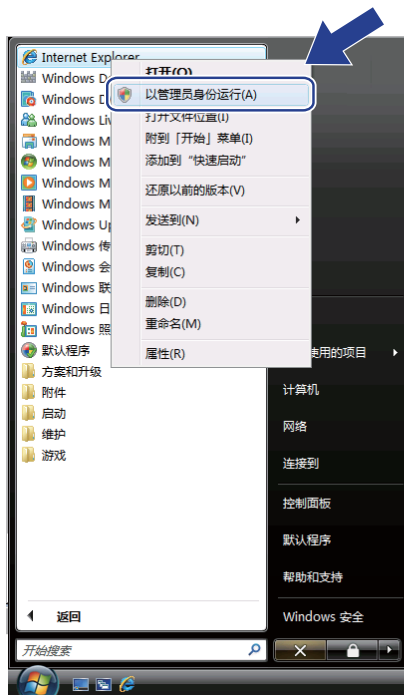 Internet Explorer
Windows D
Windows D
Windows Liv
Windows M
Windows M
Windows M
Windows M
Windows Up
Windows 传
Windows 会
Windows 联
Windows 日
Windows 照
默认程序
方案和升级
附件
启动
维护
游戏
返回
开始搜索
打开(O)
以管理员身份运行(A)
打开文件位置(I)
附到「开始」菜单(I)
添加到“快速启动”
还原以前的版本(V)
发送到(N)
剪切(T)
复制(C)
删除(D)
重命名(M)
属性(R)
使用的项目
计算机
网络
连接到
控制面板
默认程序
帮助和支持
Windows 安全